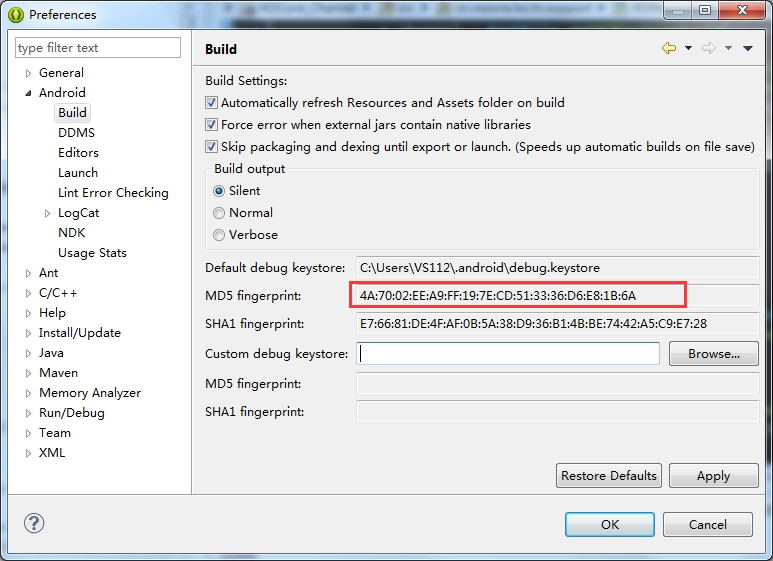 Preferences
type filter text
General
Android
Build
DDMS
Editors
Launch
Lint Error Checking
LogCat
NDK
Usage Stats
Ant
C/C++
Help
Install/Update
Java
Maven
Memory Analyzer
Run/Debug
Team
XML
Build
Build Settings:
Automatically refresh Resources and Assets folder on build
Force error when external jars contain native libraries
Skip packaging and dexing until export or launch. (Speeds up automatic builds on file save)
Build output
Silent
Normal
Verbose
Default debug keystore: C:\Users\VS112\.android\debug.keystore
MD5 fingerprint: 4A:70:02:EE:A9:FF:19:7E:CD:51:33:36:D6:E8:1B:6A
SHA1 fingerprint: E7:66:81:DE:4F:AF:0B:5A:38:D9:36:B1:4B:BE:74:42:A5:C9:E7:28
Custom debug keystore: Browse...
MD5 fingerprint:
SHA1 fingerprint:
Restore Defaults Apply
? OK Cancel